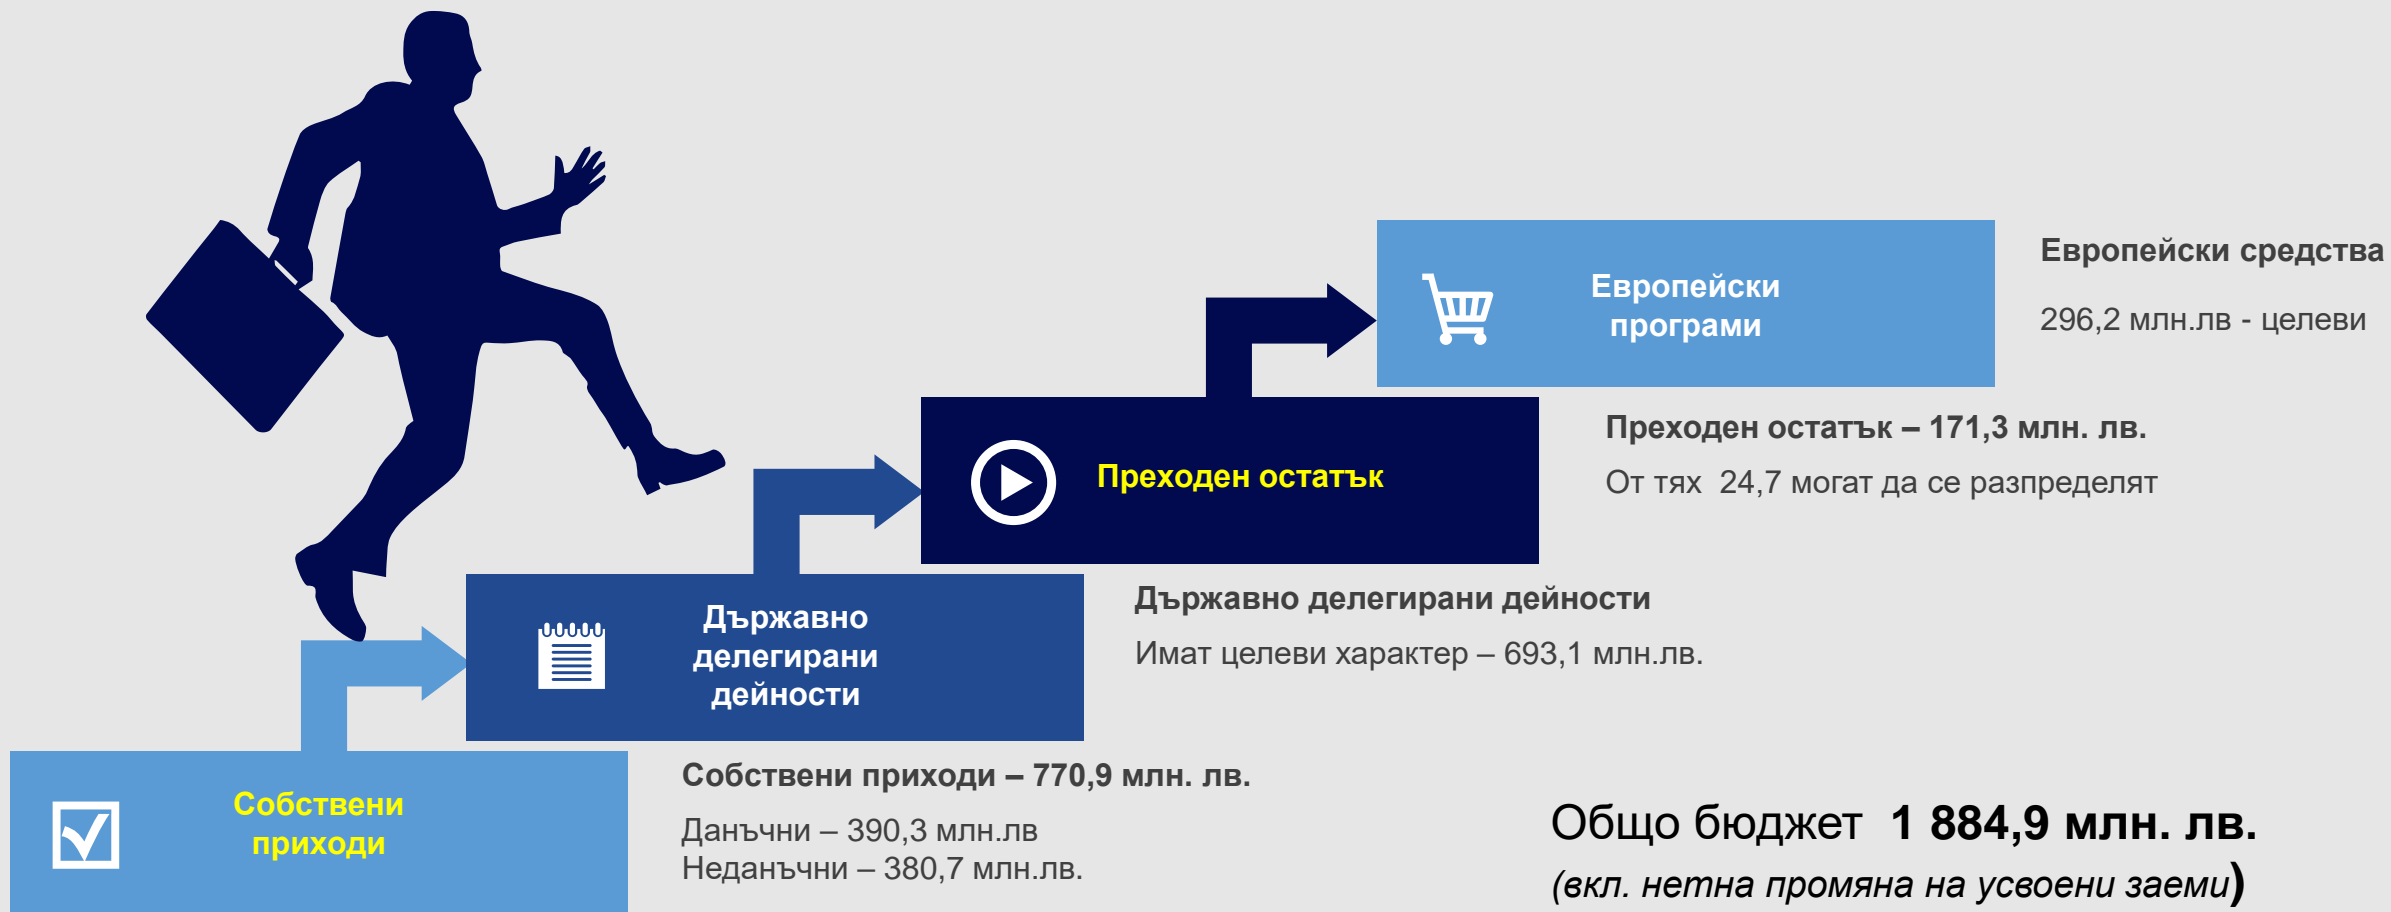 Европейски
програми
Европейски средства
296,2 млн.лв - целеви
Преходен остатък
Преходен остатък – 171,3 млн. лв.
От тях  24,7 могат да се разпределят
Държавно
делегирани
дейности
Държавно делегирани дейности
Имат целеви характер – 693,1 млн.лв.
Собствени
приходи
Собствени приходи – 770,9 млн. лв.
Данъчни – 390,3 млн.лв
Неданъчни – 380,7 млн.лв.
Общо бюджет  1 884,9 млн. лв.
(вкл. нетна промяна на усвоени заеми)